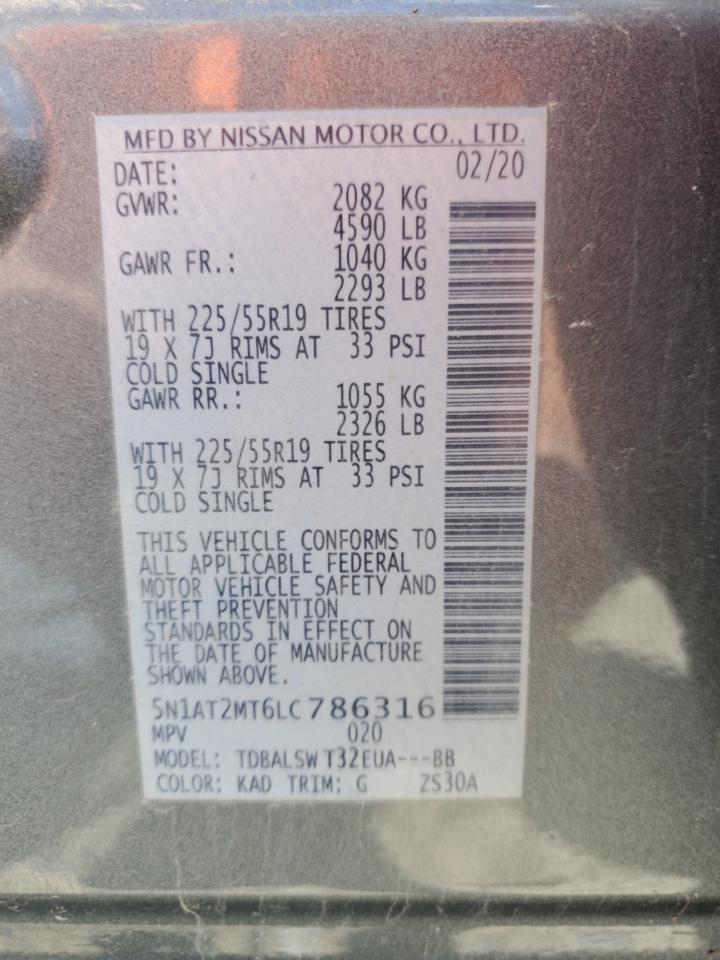 MFD BY NISSAN MOTOR CO., LTD.
DATE: 02/20
GVWR: 2082 KG
4590 LB
GAWR FR.: 1040 KG
2293 LB
WITH 225/55R19 TIRES
19 X 7J RIMS AT 33 PSI
COLD SINGLE
GAWR RR.: 1055 KG
2326 LB
WITH 225/55R19 TIRES
19 X 7J RIMS AT 33 PSI
COLD SINGLE
THIS VEHICLE CONFORMS TO
ALL APPLICABLE FEDERAL
MOTOR VEHICLE SAFETY AND
THEFT PREVENTION
STANDARDS IN EFFECT ON
THE DATE OF MANUFACTURE
SHOWN ABOVE.
5N1AT2MT6LC786316
MPV 020
MODEL: TDBALSWT32EUA---BB
COLOR: KAD TRIM: G ZS30A